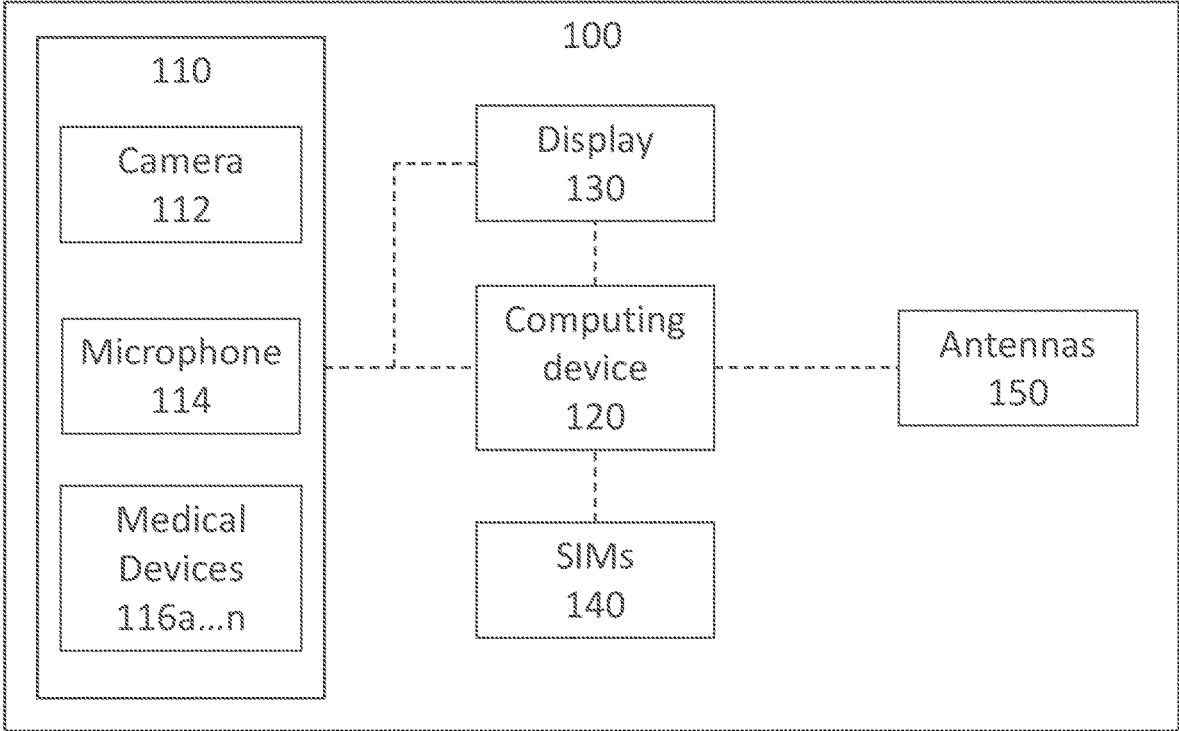 100
110
Camera
112
Microphone
114
Medical
Devices
116a...n
Display
130
Computing
device
120
SIMs
140
Antennas
150